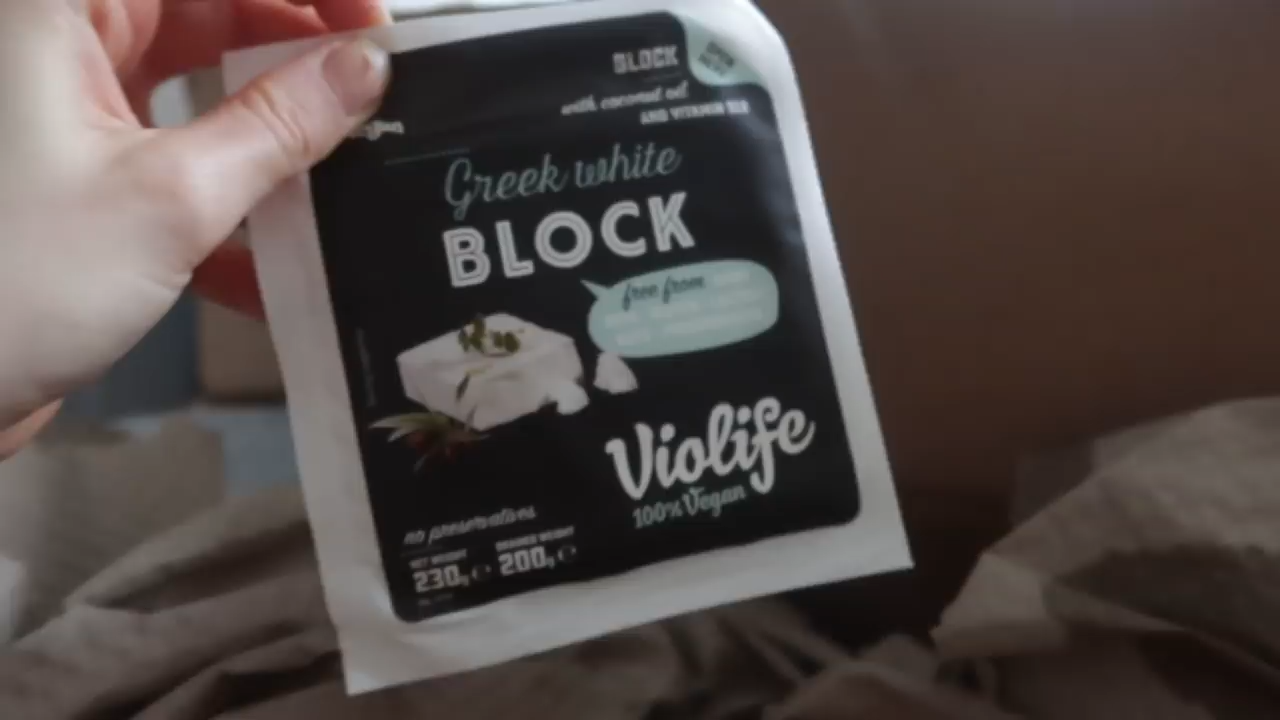 BLOCK
with coconut oil
AND VITAMIN B12
Greek white
BLOCK
free from
Violife
100% Vegan
no preservatives
NET WEIGHT
230g e
DRAINED WEIGHT
200g e